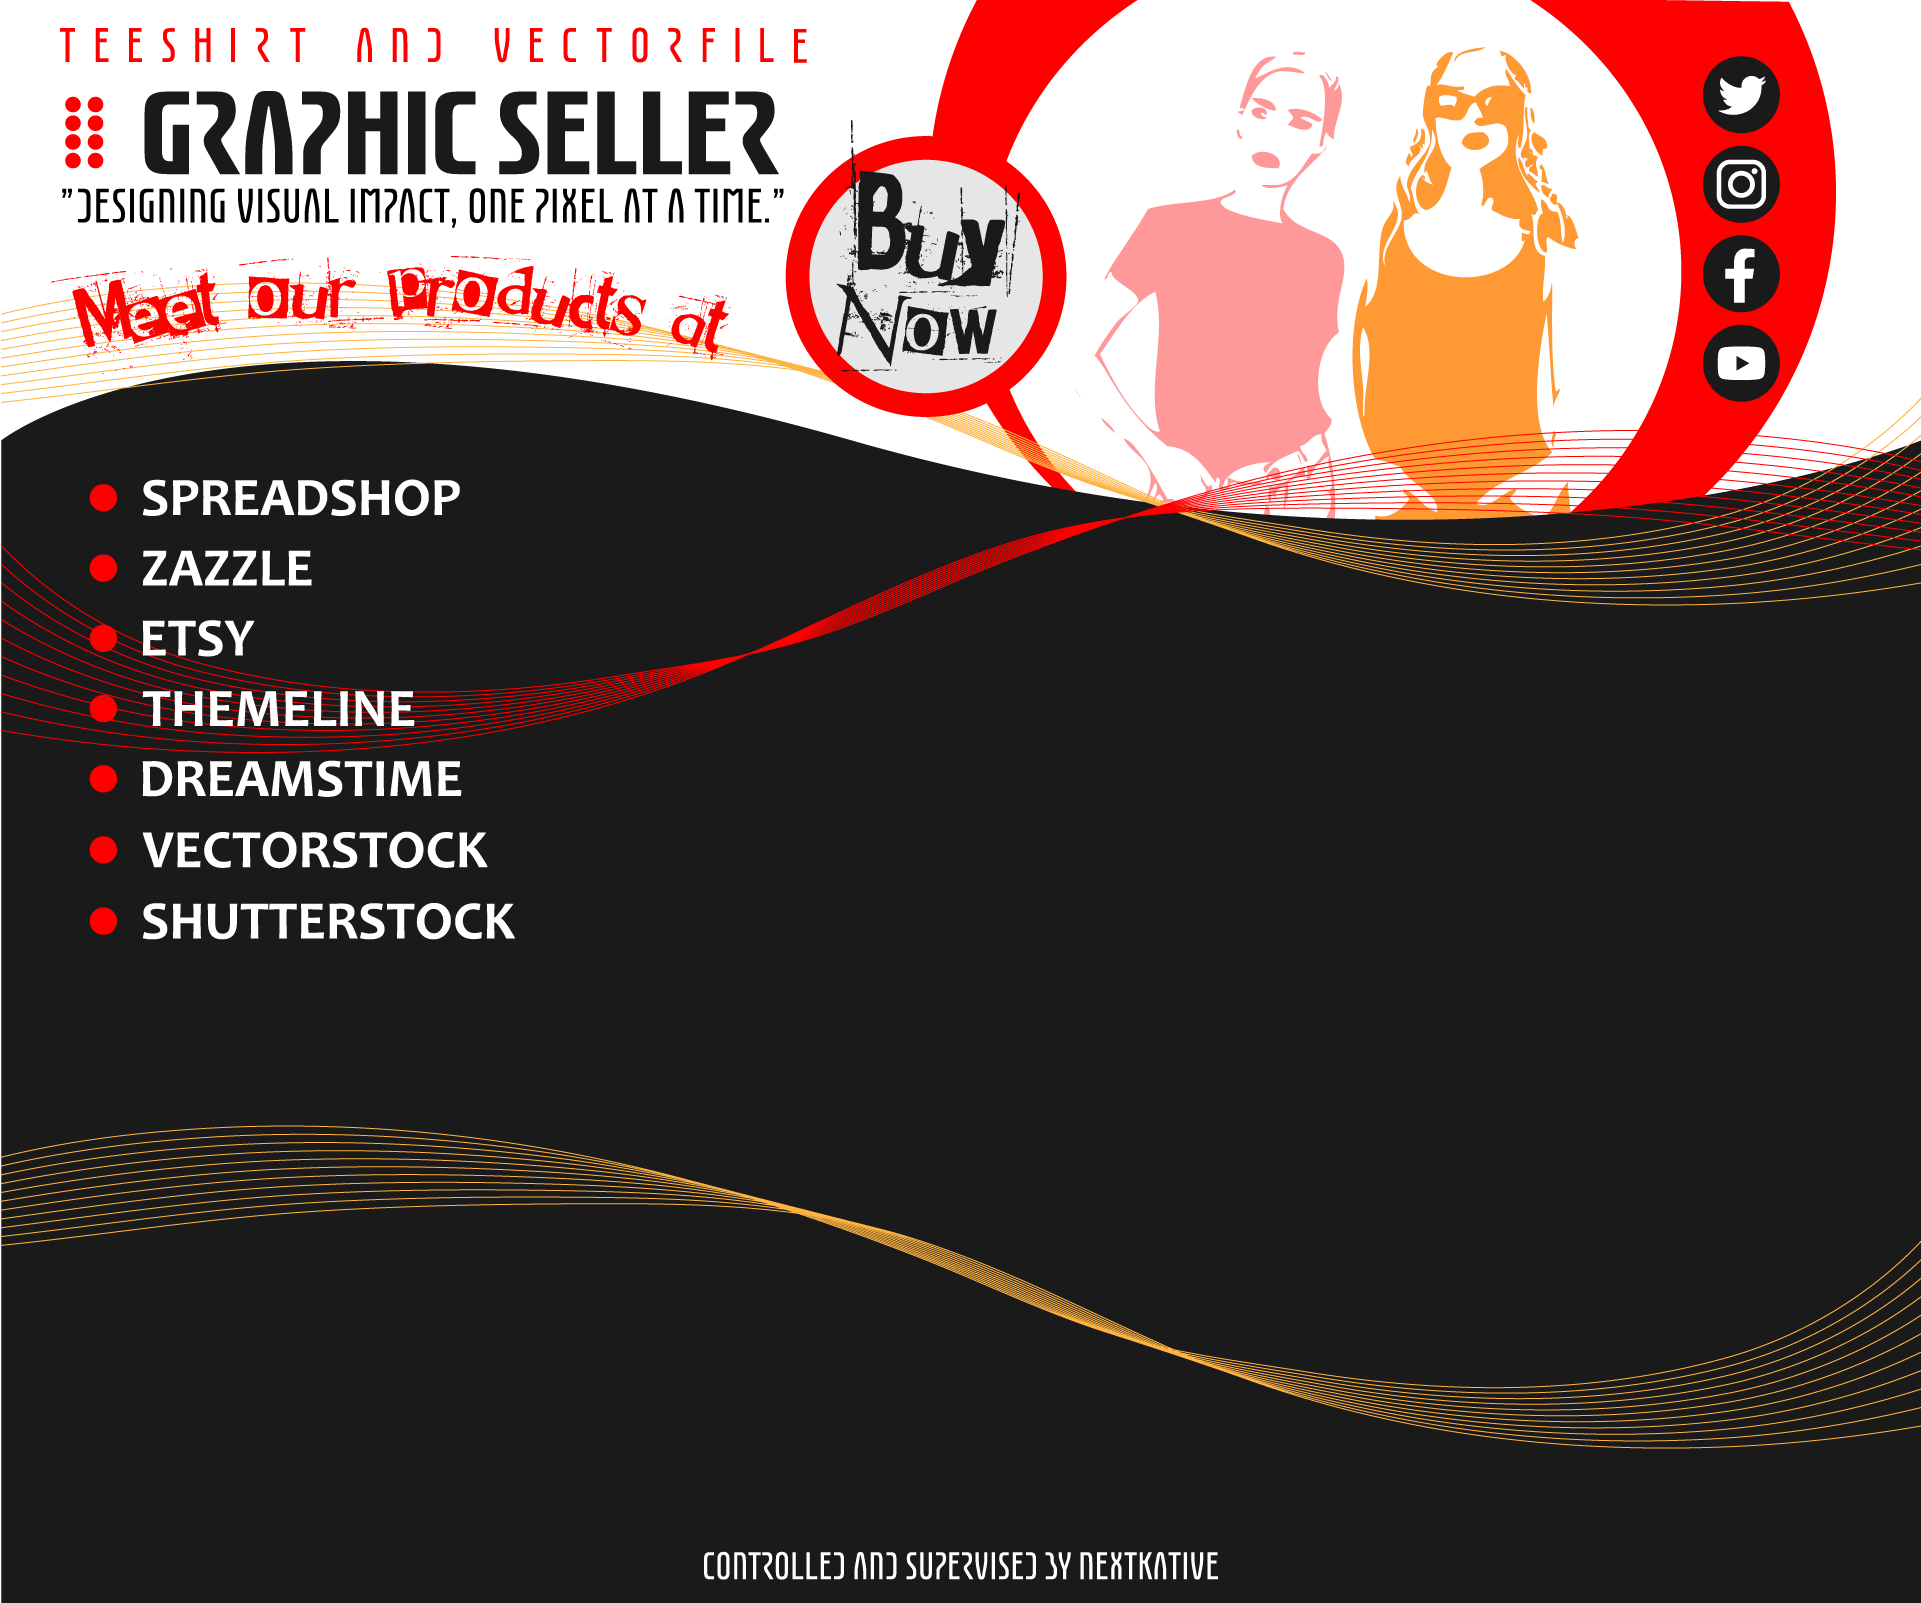 TEESHIRT AND VECTORFILE
GRAPHIC SELLER
"DESIGNING VISUAL IMPACT, ONE PIXEL AT A TIME."
Meet our products at
Buy
Now
SPREADSHOP
ZAZZLE
ETSY
THEMELINE
DREAMSTIME
VECTORSTOCK
SHUTTERSTOCK
CONTROLLED AND SUPERVISED BY NEXTKATIVE